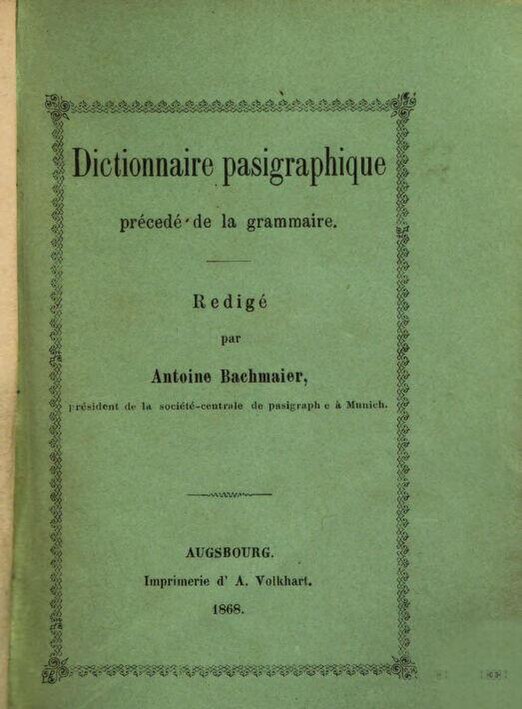 Dictionnaire pasigraphique
précedé de la grammaire.
Redigé
par
Antoine Bachmaier,
président de la société-centrale de pasigraph e à Munich.
AUGSBOURG.
Imprimerie d' A. Volkhart.
1868.